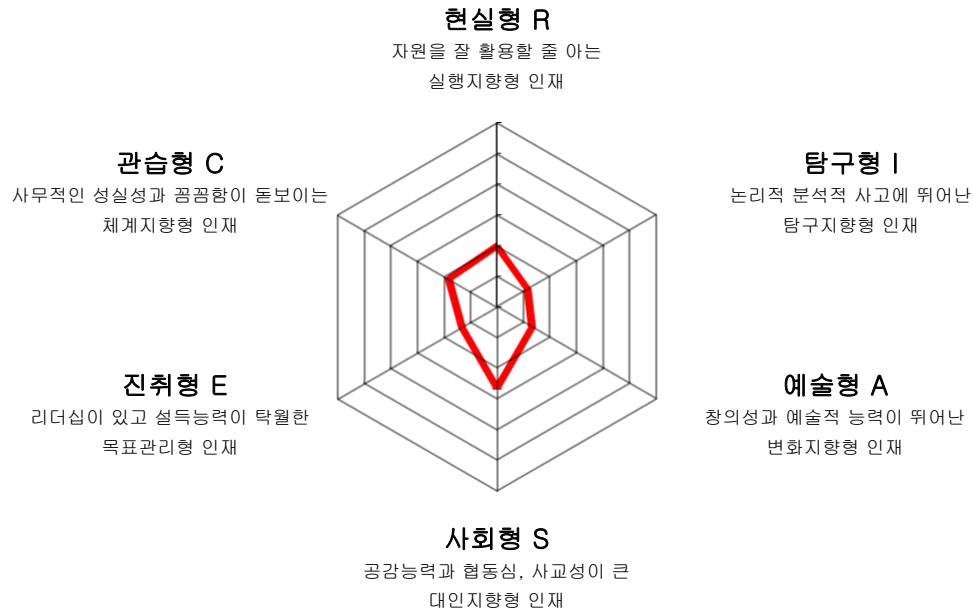 현실형 R
자원을 잘 활용할 줄 아는
실행지향형 인재
관습형 C
사무적인 성실성과 꼼꼼함이 돋보이는
체계지향형 인재
탐구형 I
논리적 분석적 사고에 뛰어난
탐구지향형 인재
진취형 E
리더십이 있고 설득능력이 탁월한
목표관리형 인재
예술형 A
창의성과 예술적 능력이 뛰어난
변화지향형 인재
사회형 S
공감능력과 협동심, 사교성이 큰
대인지향형 인재